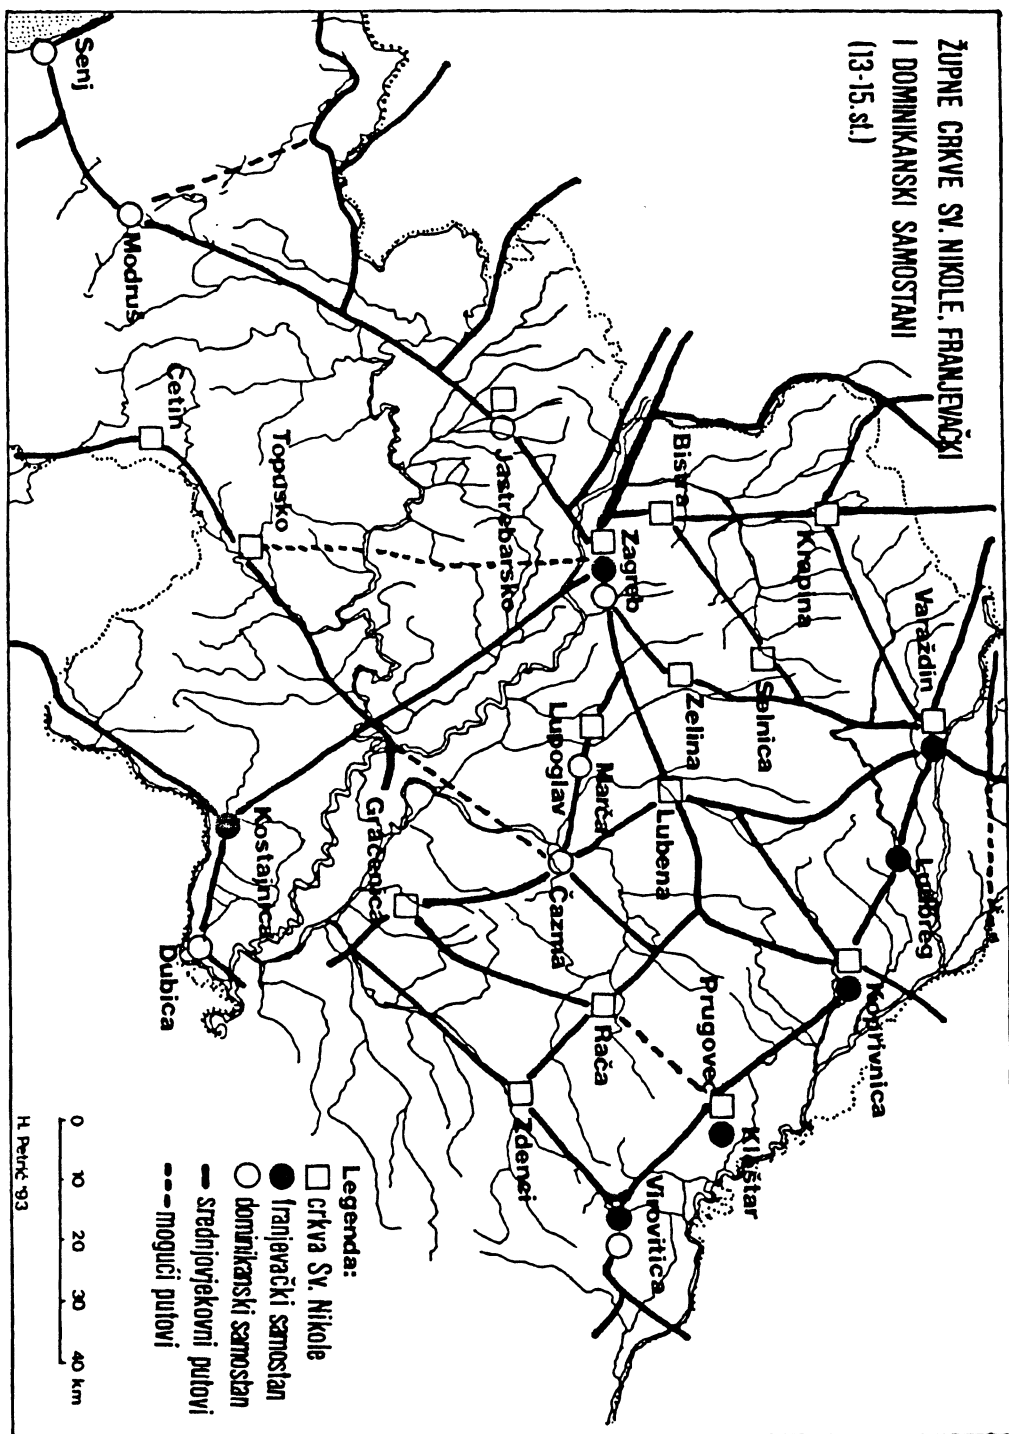 ŽUPNE CRKVE SV. NIKOLE, FRANJEVAČKI
I DOMINIKANSKI SAMOSTANI
(13-15.st.)
Senj
Modruš
Cetin
Topusko
Jastrebarsko
Bistra
Krapina
Zagreb
Varaždin
Selnica
Zelina
Lupoglav
Marča
Lubena
Ludbreg
Gračenica
Kostajnica
Dubica
Čazma
Koprivnica
Prugovec
Rača
Kloštar
Zdenci
Virovitica
Legenda:
crkva Sv. Nikole
franjevački samostan
dominikanski samostan
srednjovjekovni putovi
mogući putovi
0 10 20 30 40 km
H. Petrić '93